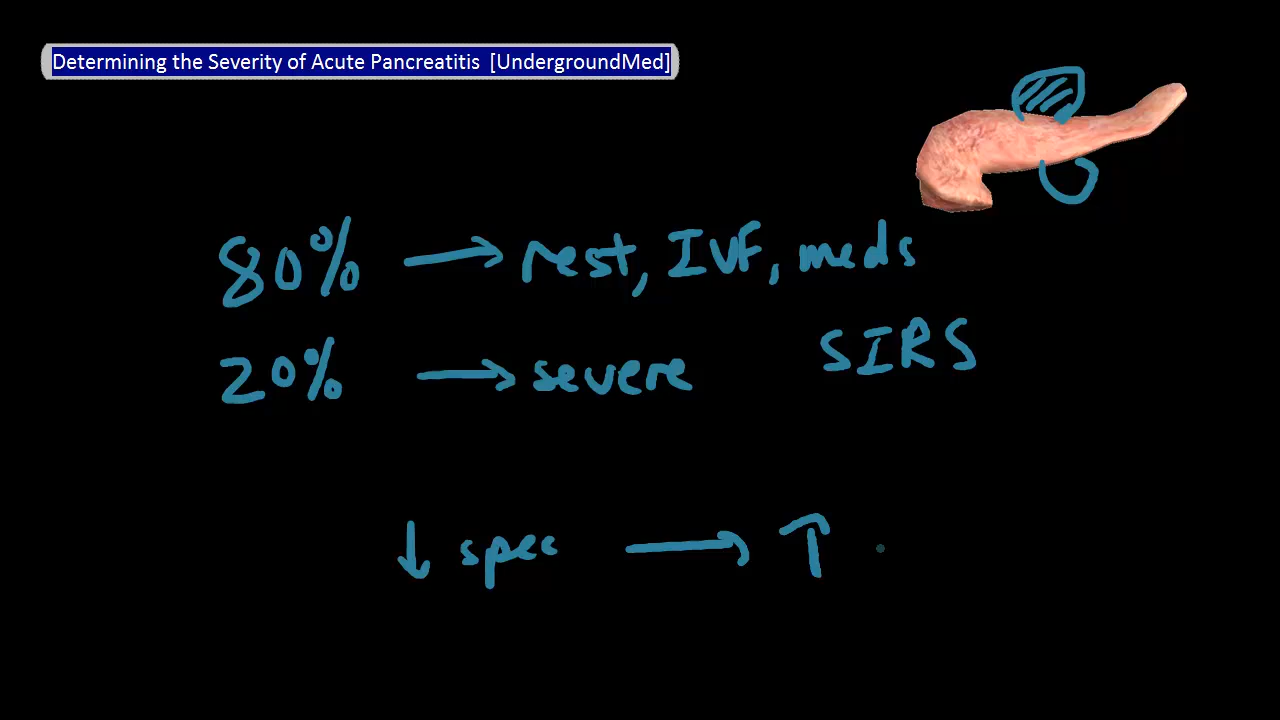 Determining the Severity of Acute Pancreatitis [UndergroundMed]
80% → rest, IVF, meds
20% → severe SIRS
↓ spec → ↑